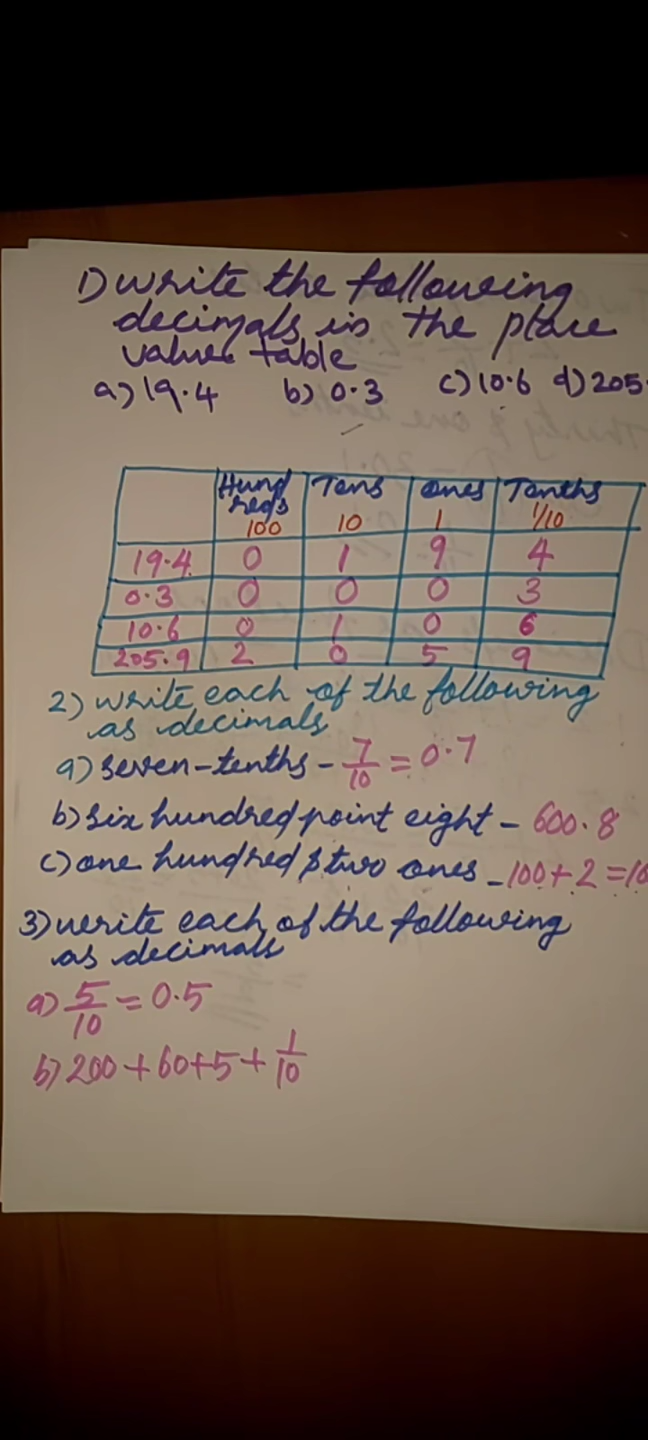 1) write the following
decimals in the place
value table
a) 19.4 b) 0.3 c) 10.6 d) 205.
Hund Tens ones Tenths
reds
100 10 1 1/10
19.4 0 1 9 4
0.3 0 0 0 3
10.6 0 1 0 6
205.9 2 0 5 9
2) write each of the following
as decimals
a) seven-tenths - 7/10 = 0.7
b) six hundred point eight - 600.8
c) one hundred & two ones - 100+2=10
3) write each of the following
as decimals
a) 5/10 = 0.5
b) 200+60+5+1/10